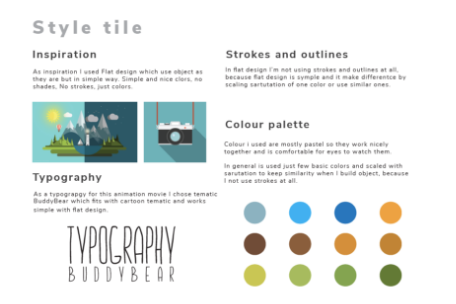 Style tile
Inspiration
As inspiration I used Flat design which use object as
they are but in simple way. Simple and nice clors, no
shades, No strokes, just colors.
Typography
As a typograpgy for this animation movie I chose tematic
BuddyBear which fits with cartoon tematic and works
simple with flat design.
TYPOGRAPHY
BUDDYBEAR
Strokes and outlines
In flat design I'm not using strokes and outlines at all,
because flat design is symple and it make differentce by
scaling sartutation of one color or use similar ones.
Colour palette
Colour i used are mostly pastel so they work nicely
together and is comfortable for eyes to watch them.
In general is used just few basic colors and scaled with
sarutation to keep similarity when I build object, because
I not use strokes at all.